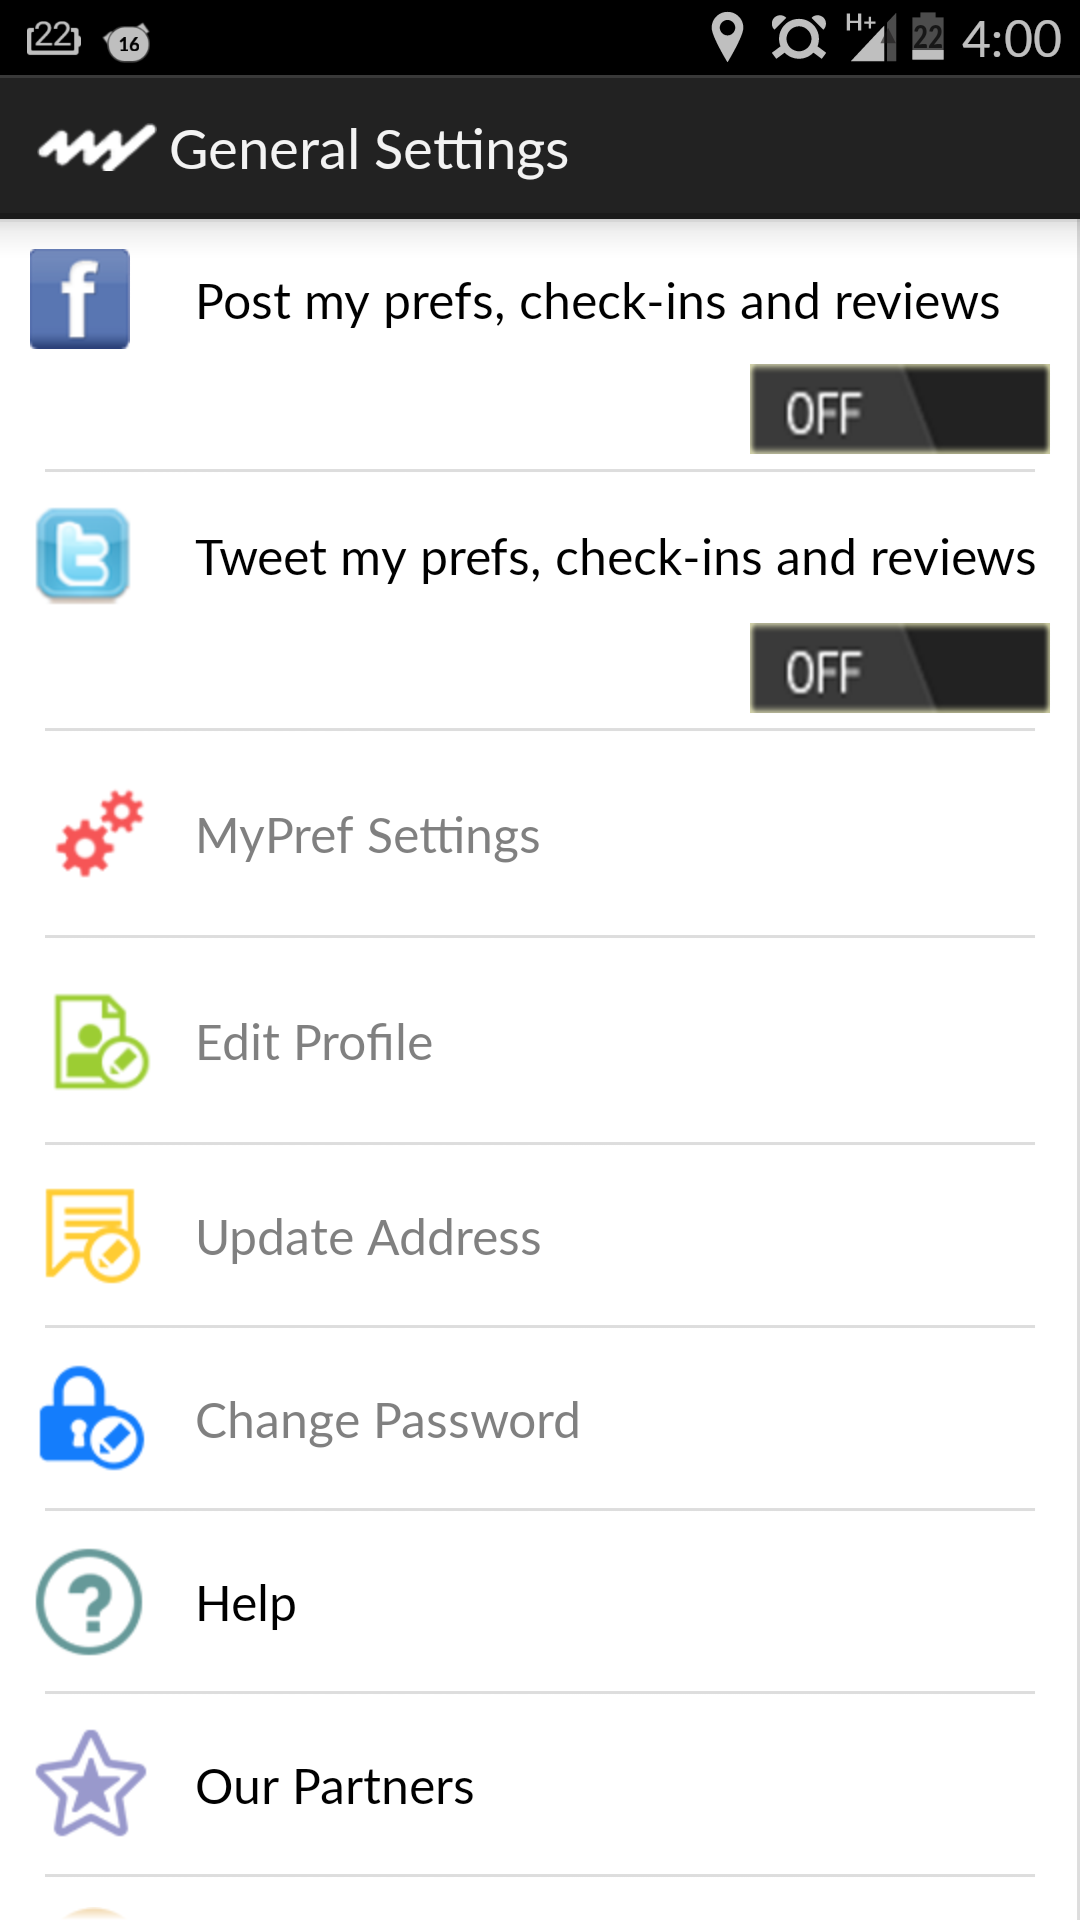 22 16 H+ 22 4:00
my General Settings
f Post my prefs, check-ins and reviews
OFF
t Tweet my prefs, check-ins and reviews
OFF
MyPref Settings
Edit Profile
Update Address
Change Password
? Help
Our Partners